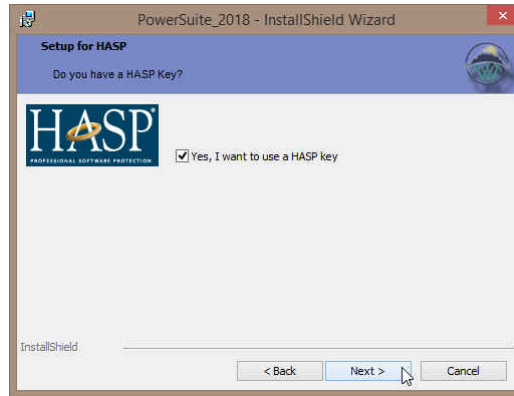 PowerSuite_2018 - InstallShield Wizard
Setup for HASP
Do you have a HASP Key?
HASP®
PROFESSIONAL SOFTWARE PROTECTION
Yes, I want to use a HASP key
InstallShield
< Back Next > Cancel